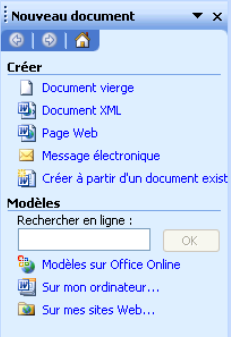 Nouveau document
Créer
Document vierge
Document XML
Page Web
Message électronique
Créer à partir d'un document exist
Modèles
Rechercher en ligne :
OK
Modèles sur Office Online
Sur mon ordinateur...
Sur mes sites Web...